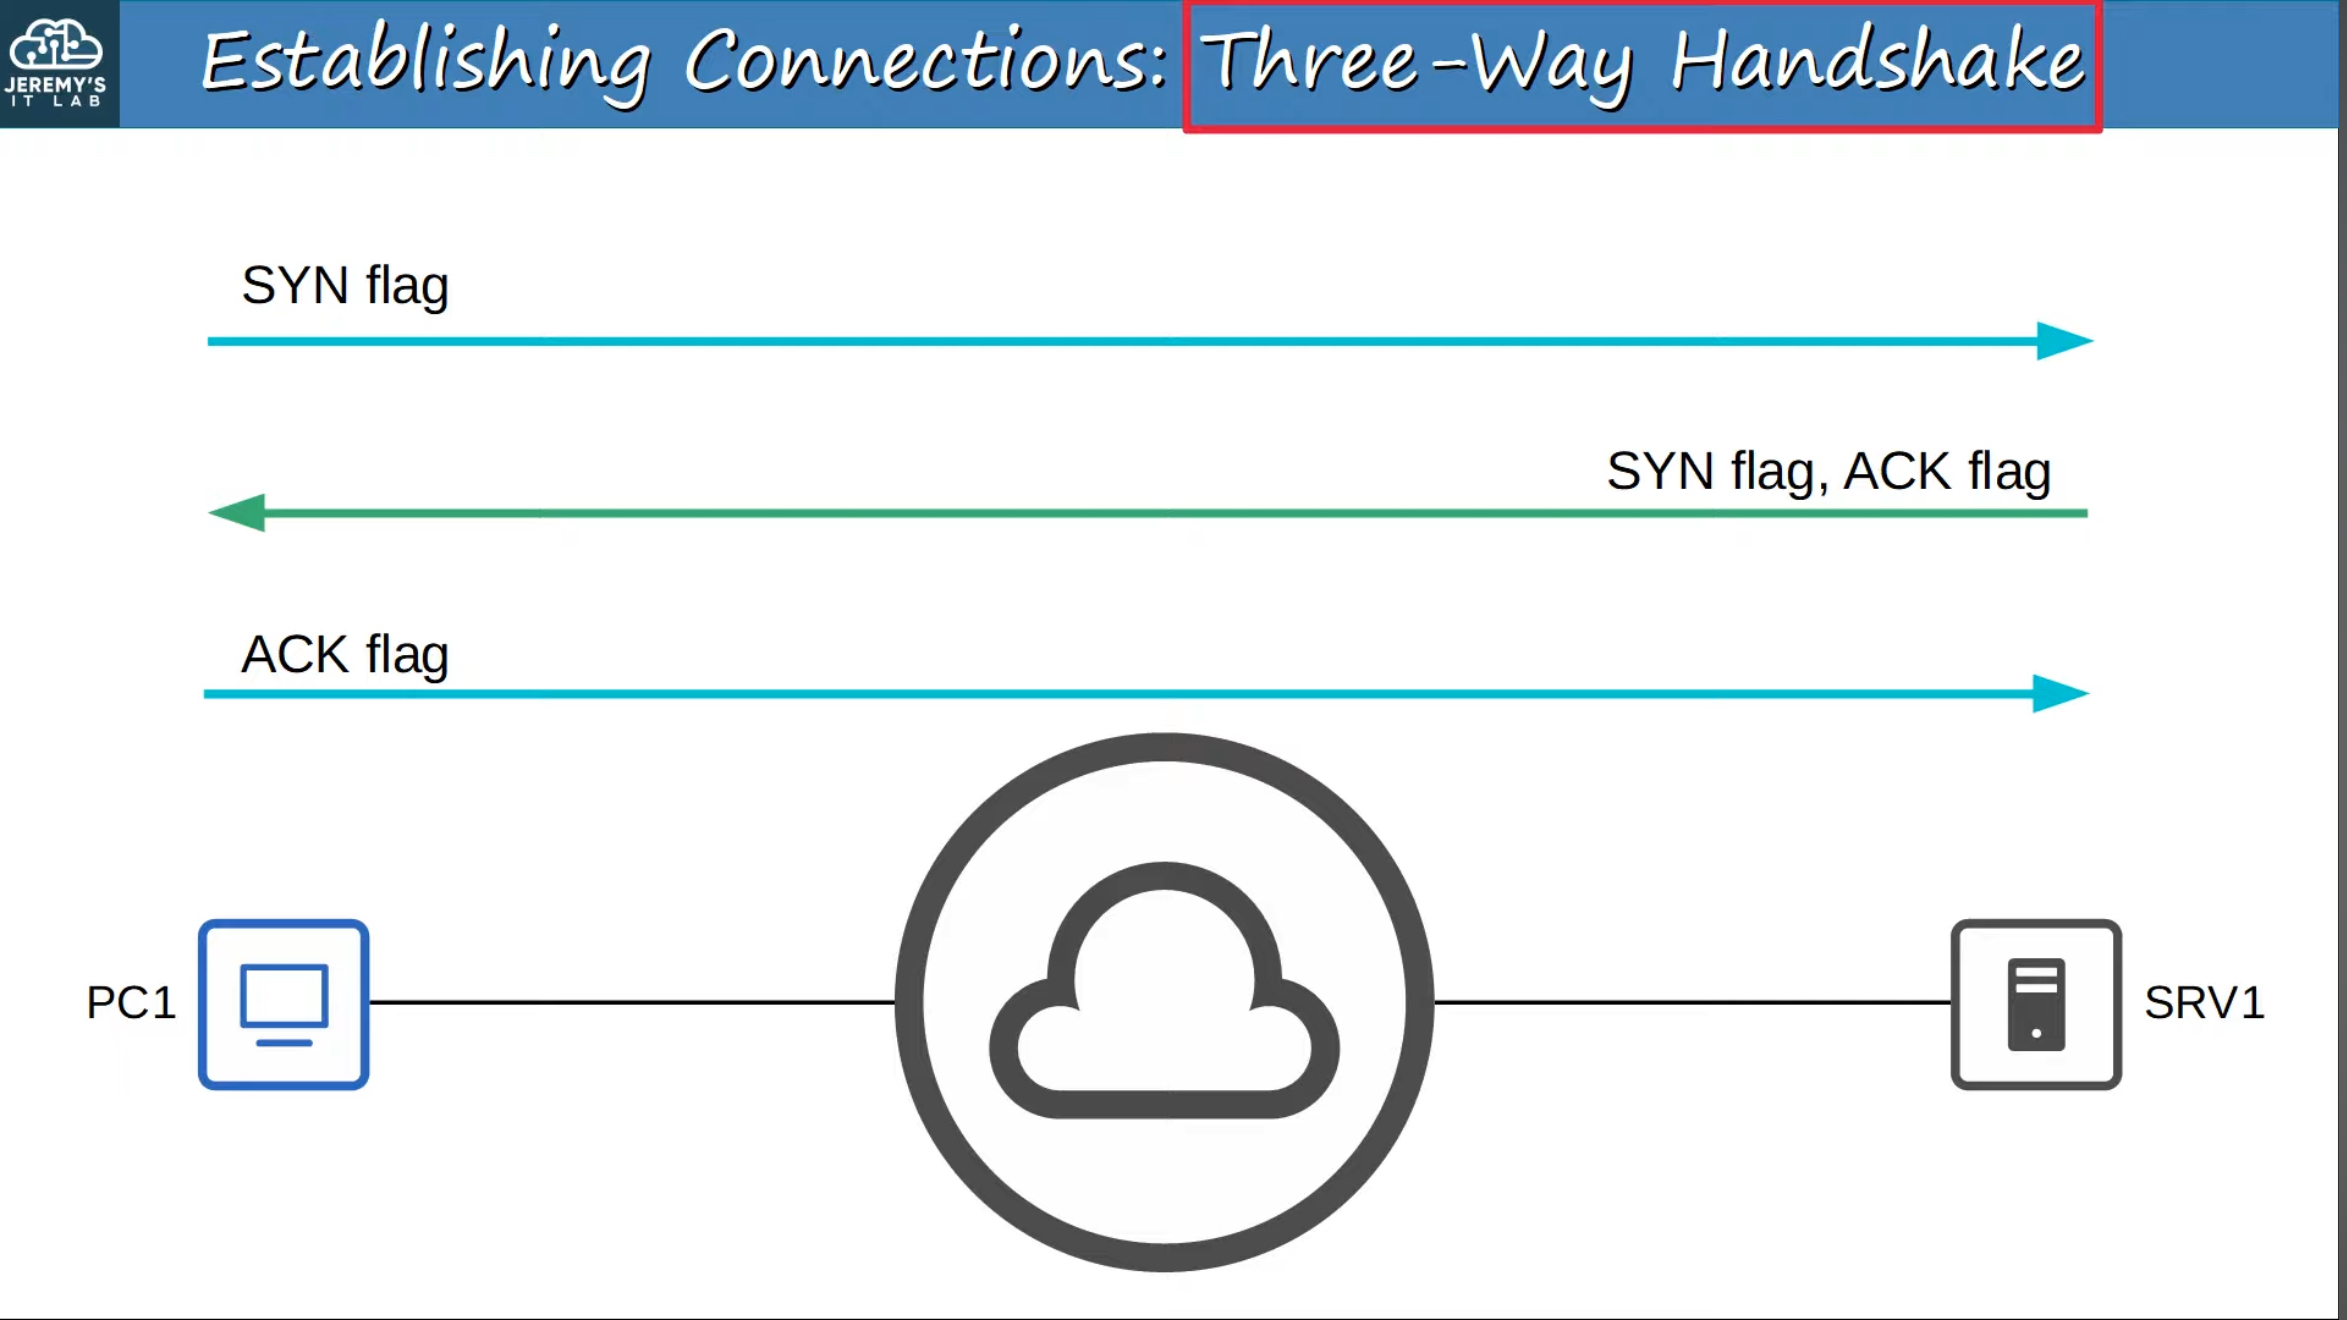 JEREMY'S
IT LAB
Establishing Connections: Three-Way Handshake
SYN flag
SYN flag, ACK flag
ACK flag
PC1
SRV1